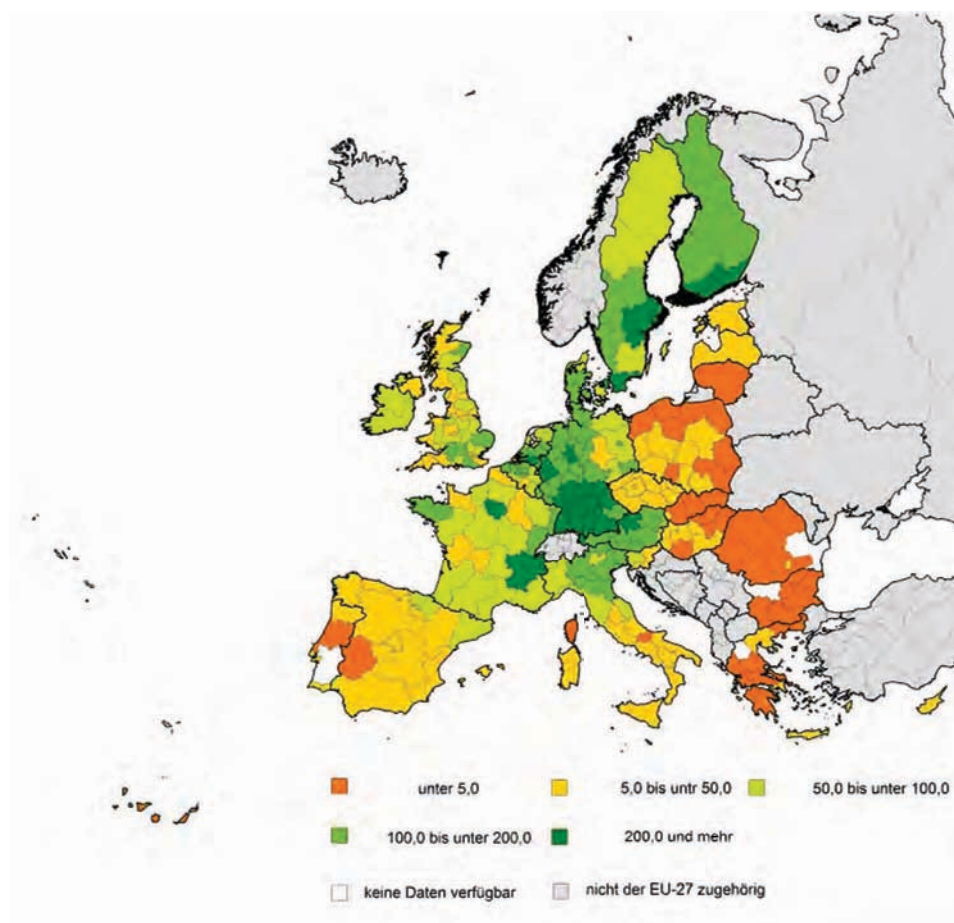 unter 5,0
5,0 bis untr 50,0
50,0 bis unter 100,0
100,0 bis unter 200,0
200,0 und mehr
keine Daten verfügbar
nicht der EU-27 zugehörig